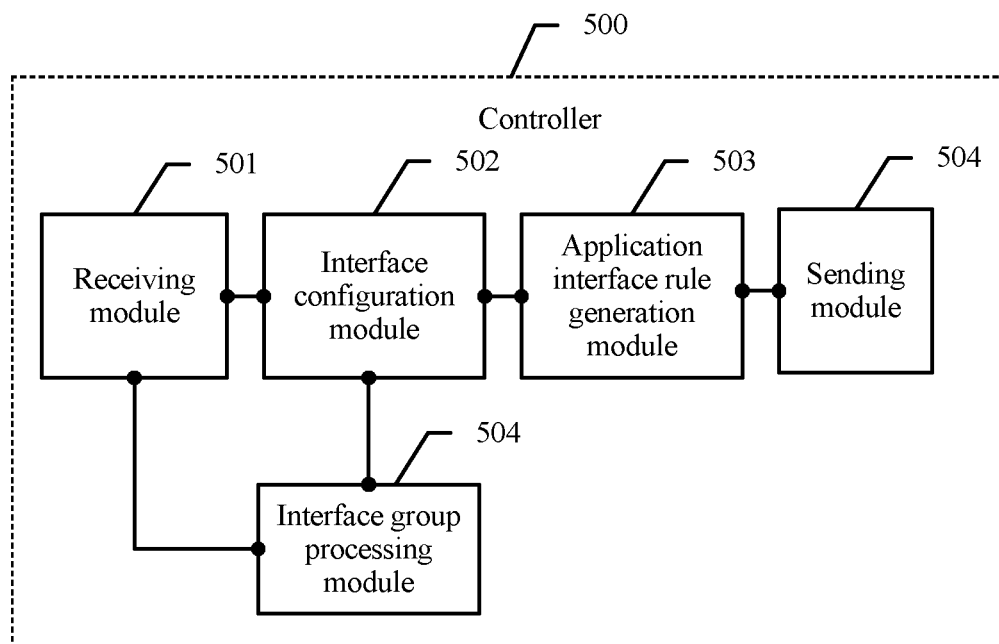 500
Controller
501
502
503
504
Receiving
module
Interface
configuration
module
Application
interface rule
generation
module
Sending
module
504
Interface group
processing
module